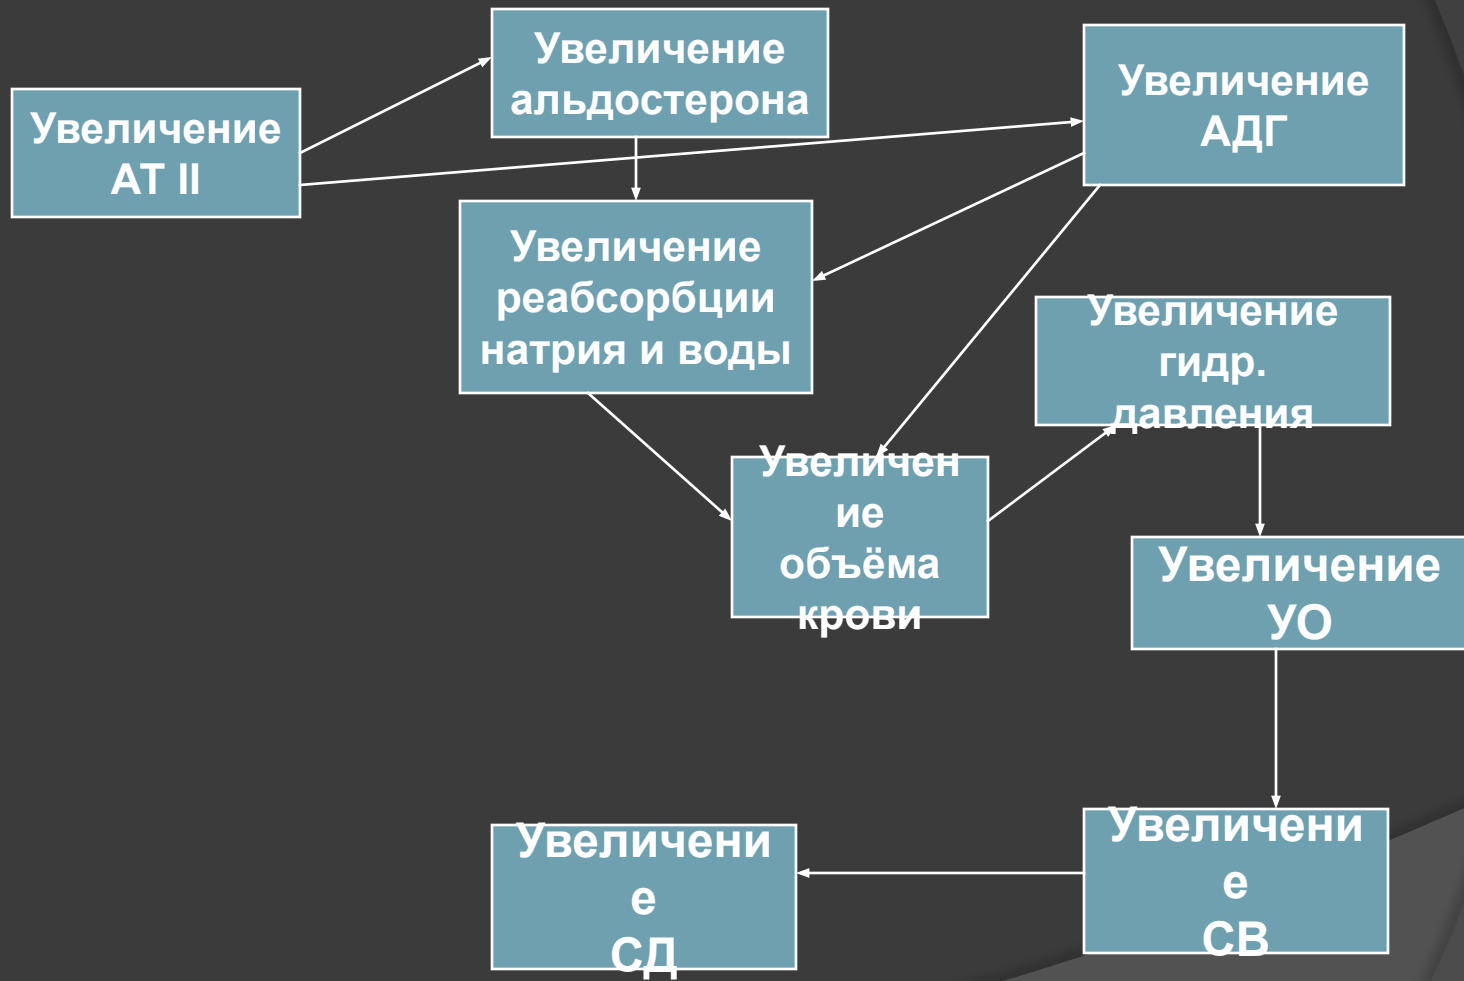 Увеличение
АТ II
Увеличение
альдостерона
Увеличение
АДГ
Увеличение
реабсорбции
натрия и воды
Увеличение
гидр.
давления
Увеличен
ие
объёма
крови
Увеличение
УО
Увеличени
е
СВ
Увеличени
е
СД